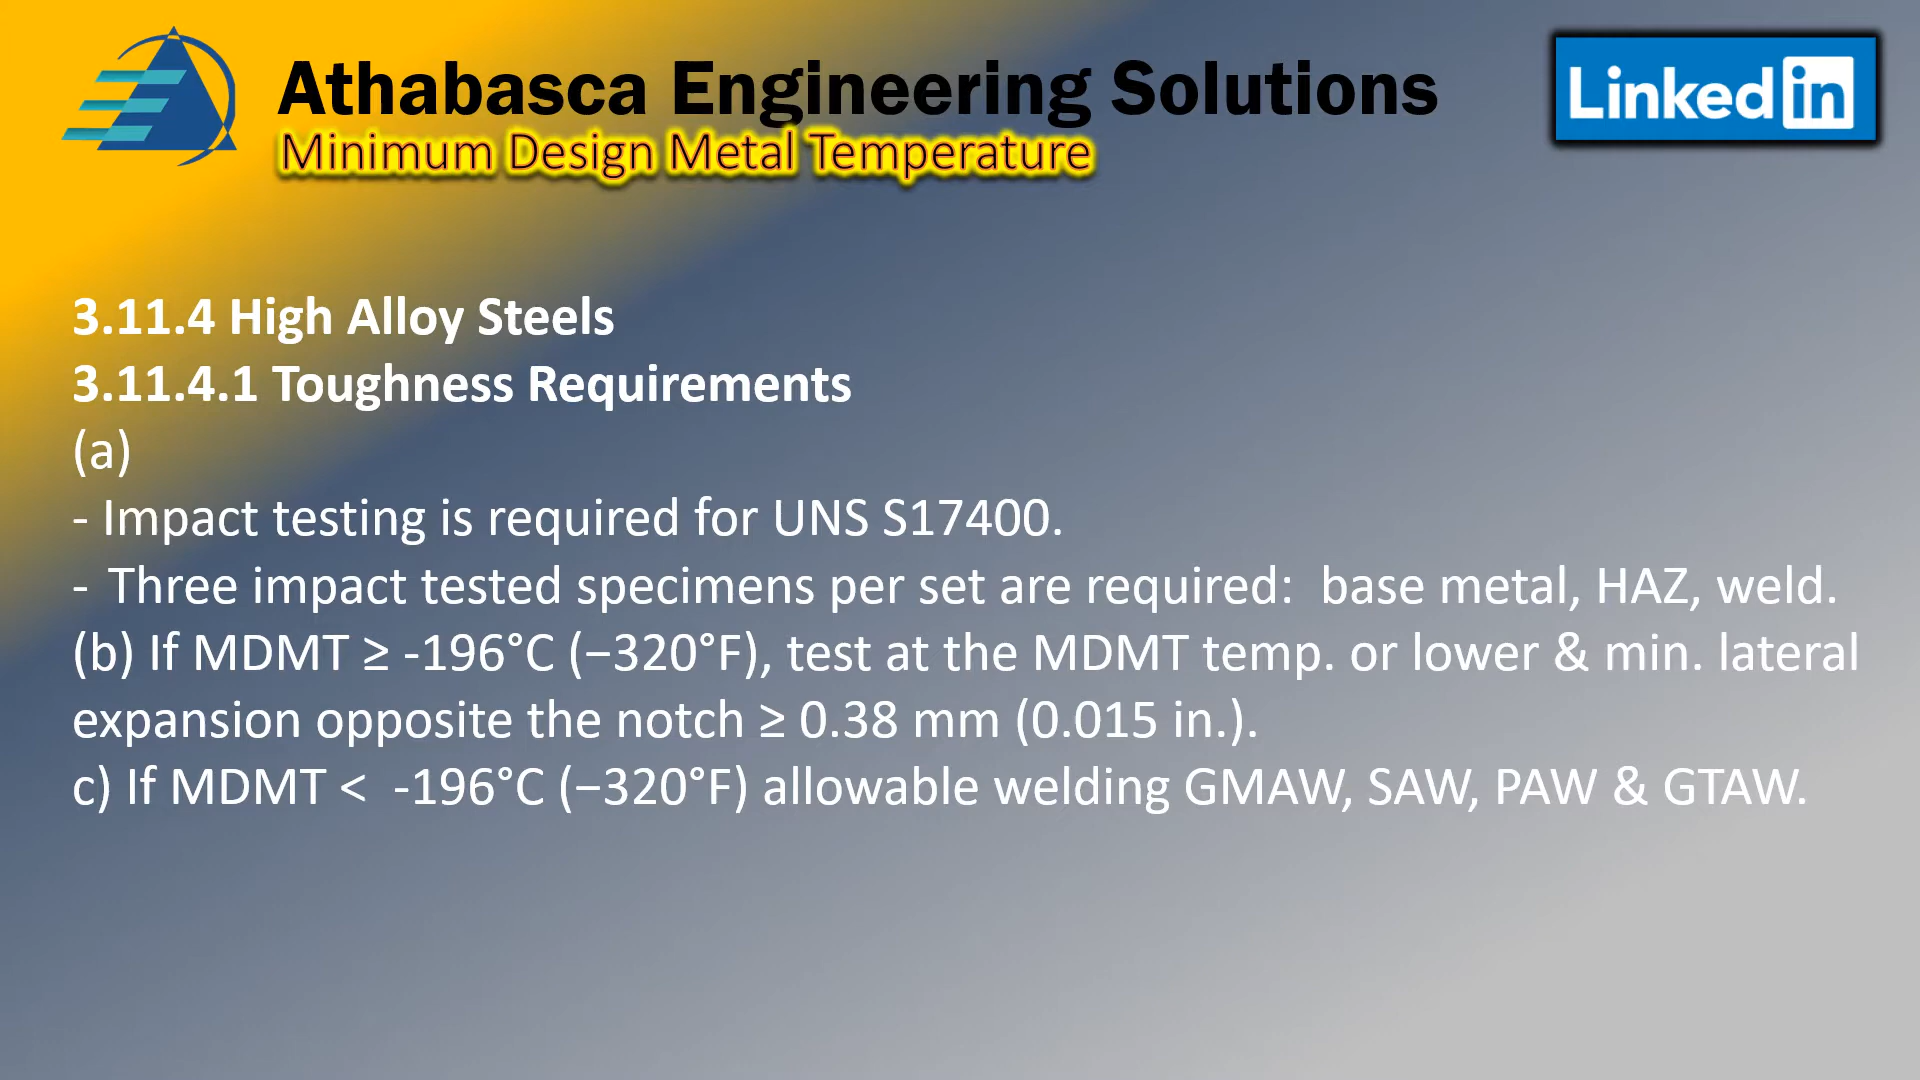 Athabasca Engineering Solutions
LinkedIn
Minimum Design Metal Temperature
3.11.4 High Alloy Steels
3.11.4.1 Toughness Requirements
(a)
- Impact testing is required for UNS S17400.
- Three impact tested specimens per set are required: base metal, HAZ, weld.
(b) If MDMT ≥ -196°C (−320°F), test at the MDMT temp. or lower & min. lateral
expansion opposite the notch ≥ 0.38 mm (0.015 in.).
c) If MDMT < -196°C (−320°F) allowable welding GMAW, SAW, PAW & GTAW.